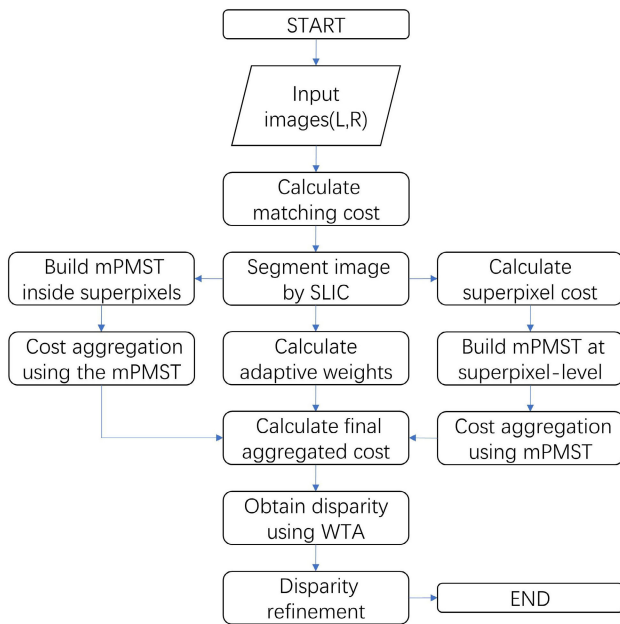 START
Input
images(L,R)
Calculate
matching cost
Build mPMST
inside superpixels
Segment image
by SLIC
Calculate
superpixel cost
Cost aggregation
using the mPMST
Calculate
adaptive weights
Build mPMST at
superpixel-level
Calculate final
aggregated cost
Cost aggregation
using mPMST
Obtain disparity
using WTA
Disparity
refinement
END